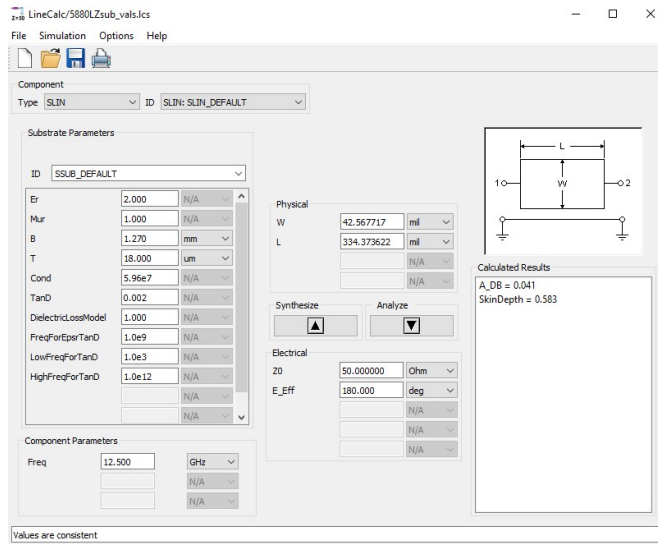 Z=50 LineCalc/5880LZsub_vals.lcs
File Simulation Options Help
Component
Type SLIN ID SLIN: SLIN_DEFAULT
Substrate Parameters
ID SSUB_DEFAULT
Er 2.000 N/A
Mur 1.000 N/A
B 1.270 mm
T 18.000 um
Cond 5.96e7 N/A
TanD 0.002 N/A
DielectricLossModel 1.000 N/A
FreqForEpsrTanD 1.0e9 N/A
LowFreqForTanD 1.0e3 N/A
HighFreqForTanD 1.0e12 N/A
N/A
N/A
Component Parameters
Freq 12.500 GHz
N/A
N/A
Physical
W 42.567717 mil
L 334.373622 mil
N/A
N/A
Synthesize Analyze
Electrical
Z0 50.000000 Ohm
E_Eff 180.000 deg
N/A
N/A
N/A
L
1 W 2
Calculated Results
A_DB = 0.041
SkinDepth = 0.583
Values are consistent